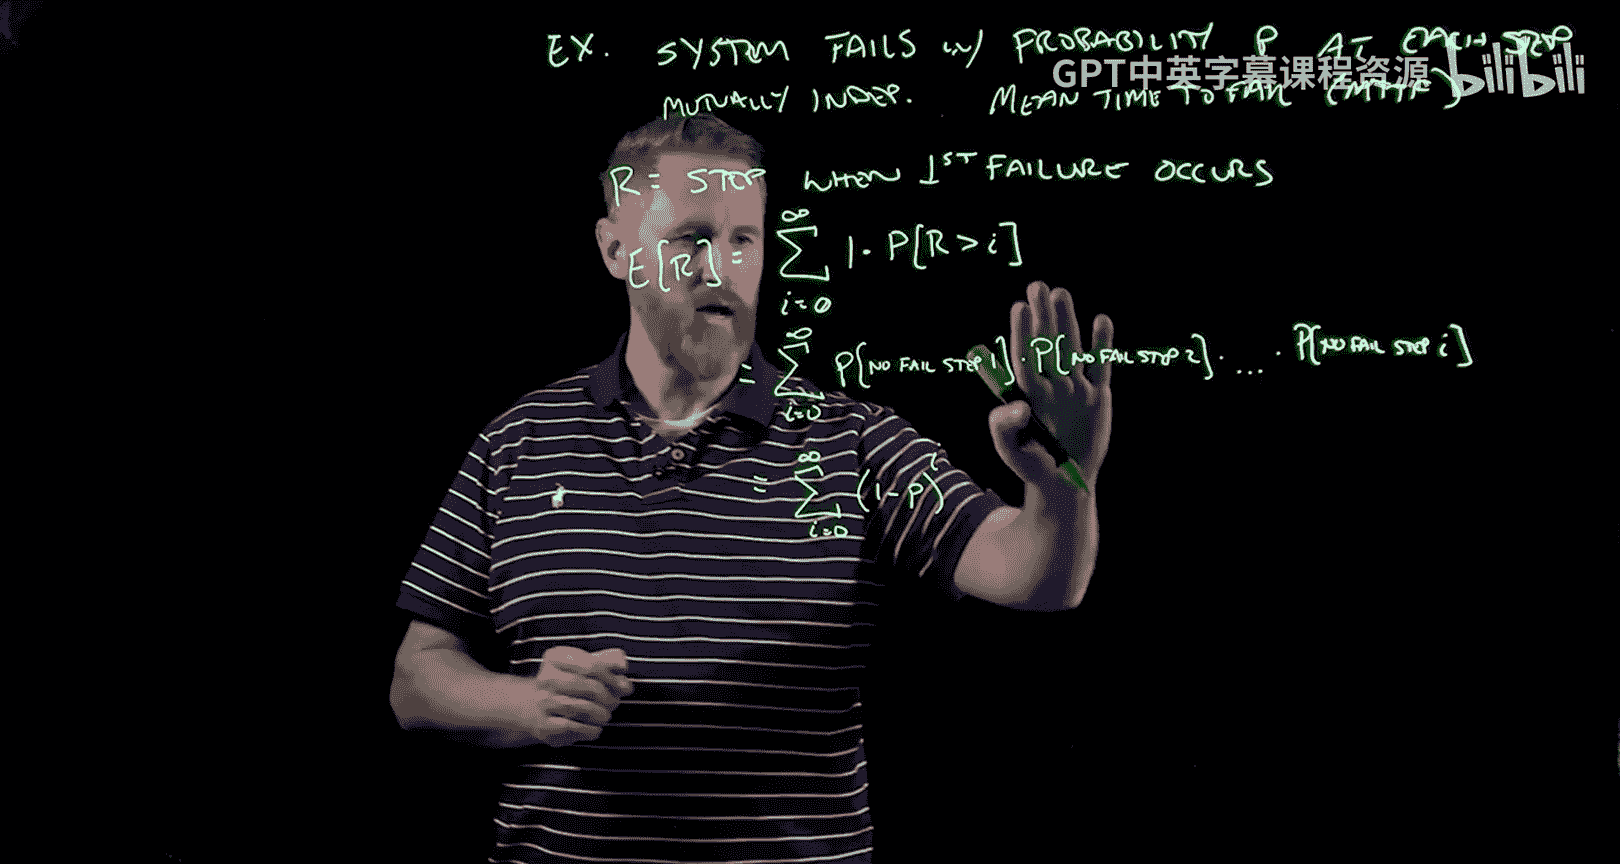 EX. SYSTEM FAILS w/ PROBABILITY P AT EACH STEP
GPT中英字幕课程资源 bilibili
MUTUALLY INDEP. MEAN TIME TO FAIL (MTTF)
R = STEP WHEN 1ST FAILURE OCCURS
E[R] = ∞∑i=0 1 · P[R > i]
= ∞∑i=0 P[NO FAIL STEP 1] · P[NO FAIL STEP 2] · ... · P[NO FAIL STEP i]
= ∞∑i=0 (1-P)^i